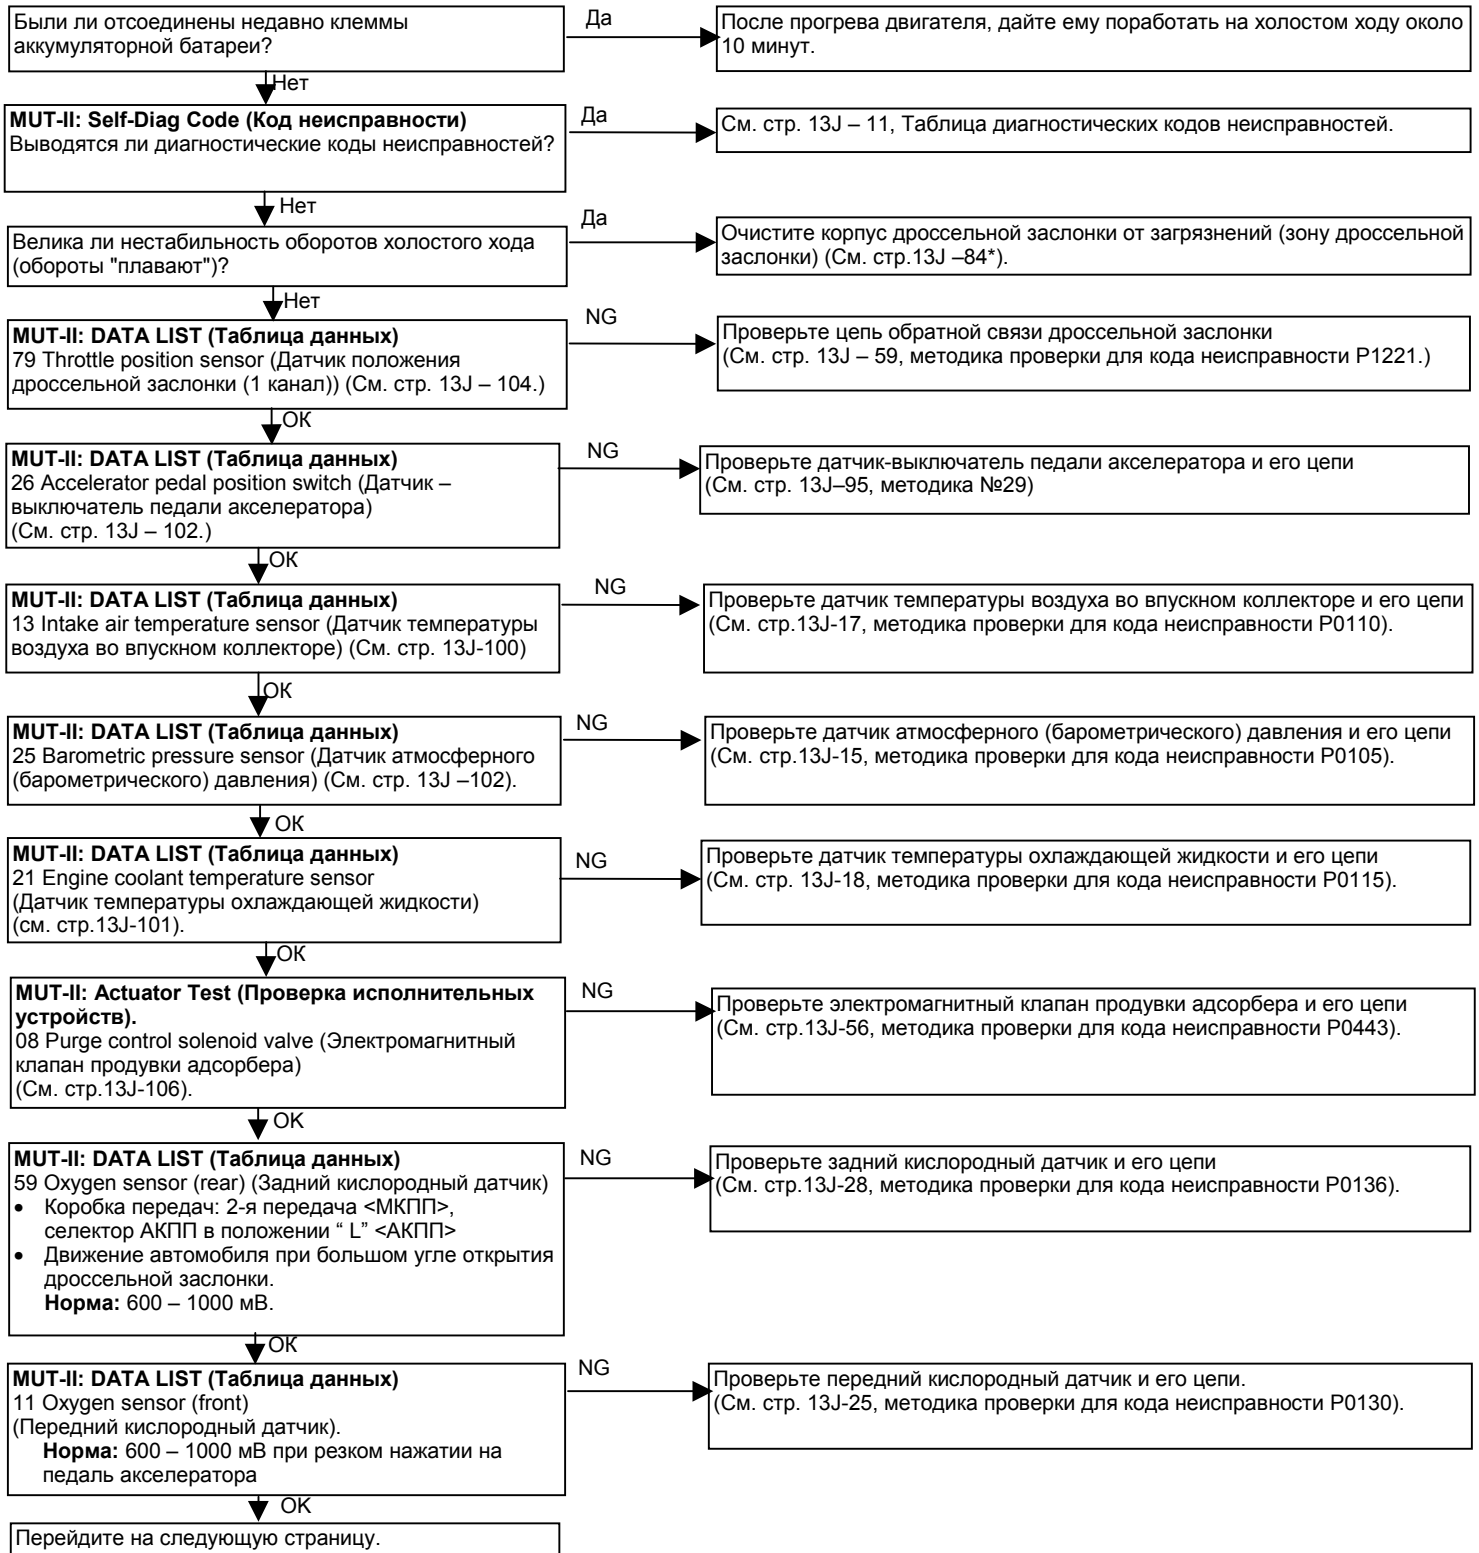 Были ли отсоединены недавно клеммы
аккумуляторной батареи?
Да
После прогрева двигателя, дайте ему поработать на холостом ходу около
10 минут.
Нет
MUT-II: Self-Diag Code (Код неисправности)
Выводятся ли диагностические коды неисправностей?
Да
См. стр. 13J – 11, Таблица диагностических кодов неисправностей.
Нет
Велика ли нестабильность оборотов холостого хода
(обороты "плавают")?
Да
Очистите корпус дроссельной заслонки от загрязнений (зону дроссельной
заслонки) (См. стр.13J –84*).
Нет
MUT-II: DATA LIST (Таблица данных)
79 Throttle position sensor (Датчик положения
дроссельной заслонки (1 канал)) (См. стр. 13J – 104.)
NG
Проверьте цепь обратной связи дроссельной заслонки
(См. стр. 13J – 59, методика проверки для кода неисправности P1221.)
OK
MUT-II: DATA LIST (Таблица данных)
26 Accelerator pedal position switch (Датчик –
выключатель педали акселератора)
(См. стр. 13J – 102.)
NG
Проверьте датчик-выключатель педали акселератора и его цепи
(См. стр. 13J–95, методика №29)
OK
MUT-II: DATA LIST (Таблица данных)
13 Intake air temperature sensor (Датчик температуры
воздуха во впускном коллекторе) (См. стр. 13J-100)
NG
Проверьте датчик температуры воздуха во впускном коллекторе и его цепи
(См. стр.13J-17, методика проверки для кода неисправности P0110).
OK
MUT-II: DATA LIST (Таблица данных)
25 Barometric pressure sensor (Датчик атмосферного
(барометрического) давления) (См. стр. 13J –102).
NG
Проверьте датчик атмосферного (барометрического) давления и его цепи
(См. стр.13J-15, методика проверки для кода неисправности P0105).
OK
MUT-II: DATA LIST (Таблица данных)
21 Engine coolant temperature sensor
(Датчик температуры охлаждающей жидкости)
(см. стр.13J-101).
NG
Проверьте датчик температуры охлаждающей жидкости и его цепи
(См. стр. 13J-18, методика проверки для кода неисправности P0115).
OK
MUT-II: Actuator Test (Проверка исполнительных
устройств).
08 Purge control solenoid valve (Электромагнитный
клапан продувки адсорбера)
(См. стр.13J-106).
NG
Проверьте электромагнитный клапан продувки адсорбера и его цепи
(См. стр.13J-56, методика проверки для кода неисправности P0443).
OK
MUT-II: DATA LIST (Таблица данных)
59 Oxygen sensor (rear) (Задний кислородный датчик)
• Коробка передач: 2-я передача <МКПП>,
селектор АКПП в положении “ L” <АКПП>
• Движение автомобиля при большом угле открытия
дроссельной заслонки.
Норма: 600 – 1000 мВ.
NG
Проверьте задний кислородный датчик и его цепи
(См. стр.13J-28, методика проверки для кода неисправности P0136).
OK
MUT-II: DATA LIST (Таблица данных)
11 Oxygen sensor (front)
(Передний кислородный датчик).
Норма: 600 – 1000 мВ при резком нажатии на
педаль акселератора
NG
Проверьте передний кислородный датчик и его цепи.
(См. стр. 13J-25, методика проверки для кода неисправности P0130).
OK
Перейдите на следующую страницу.